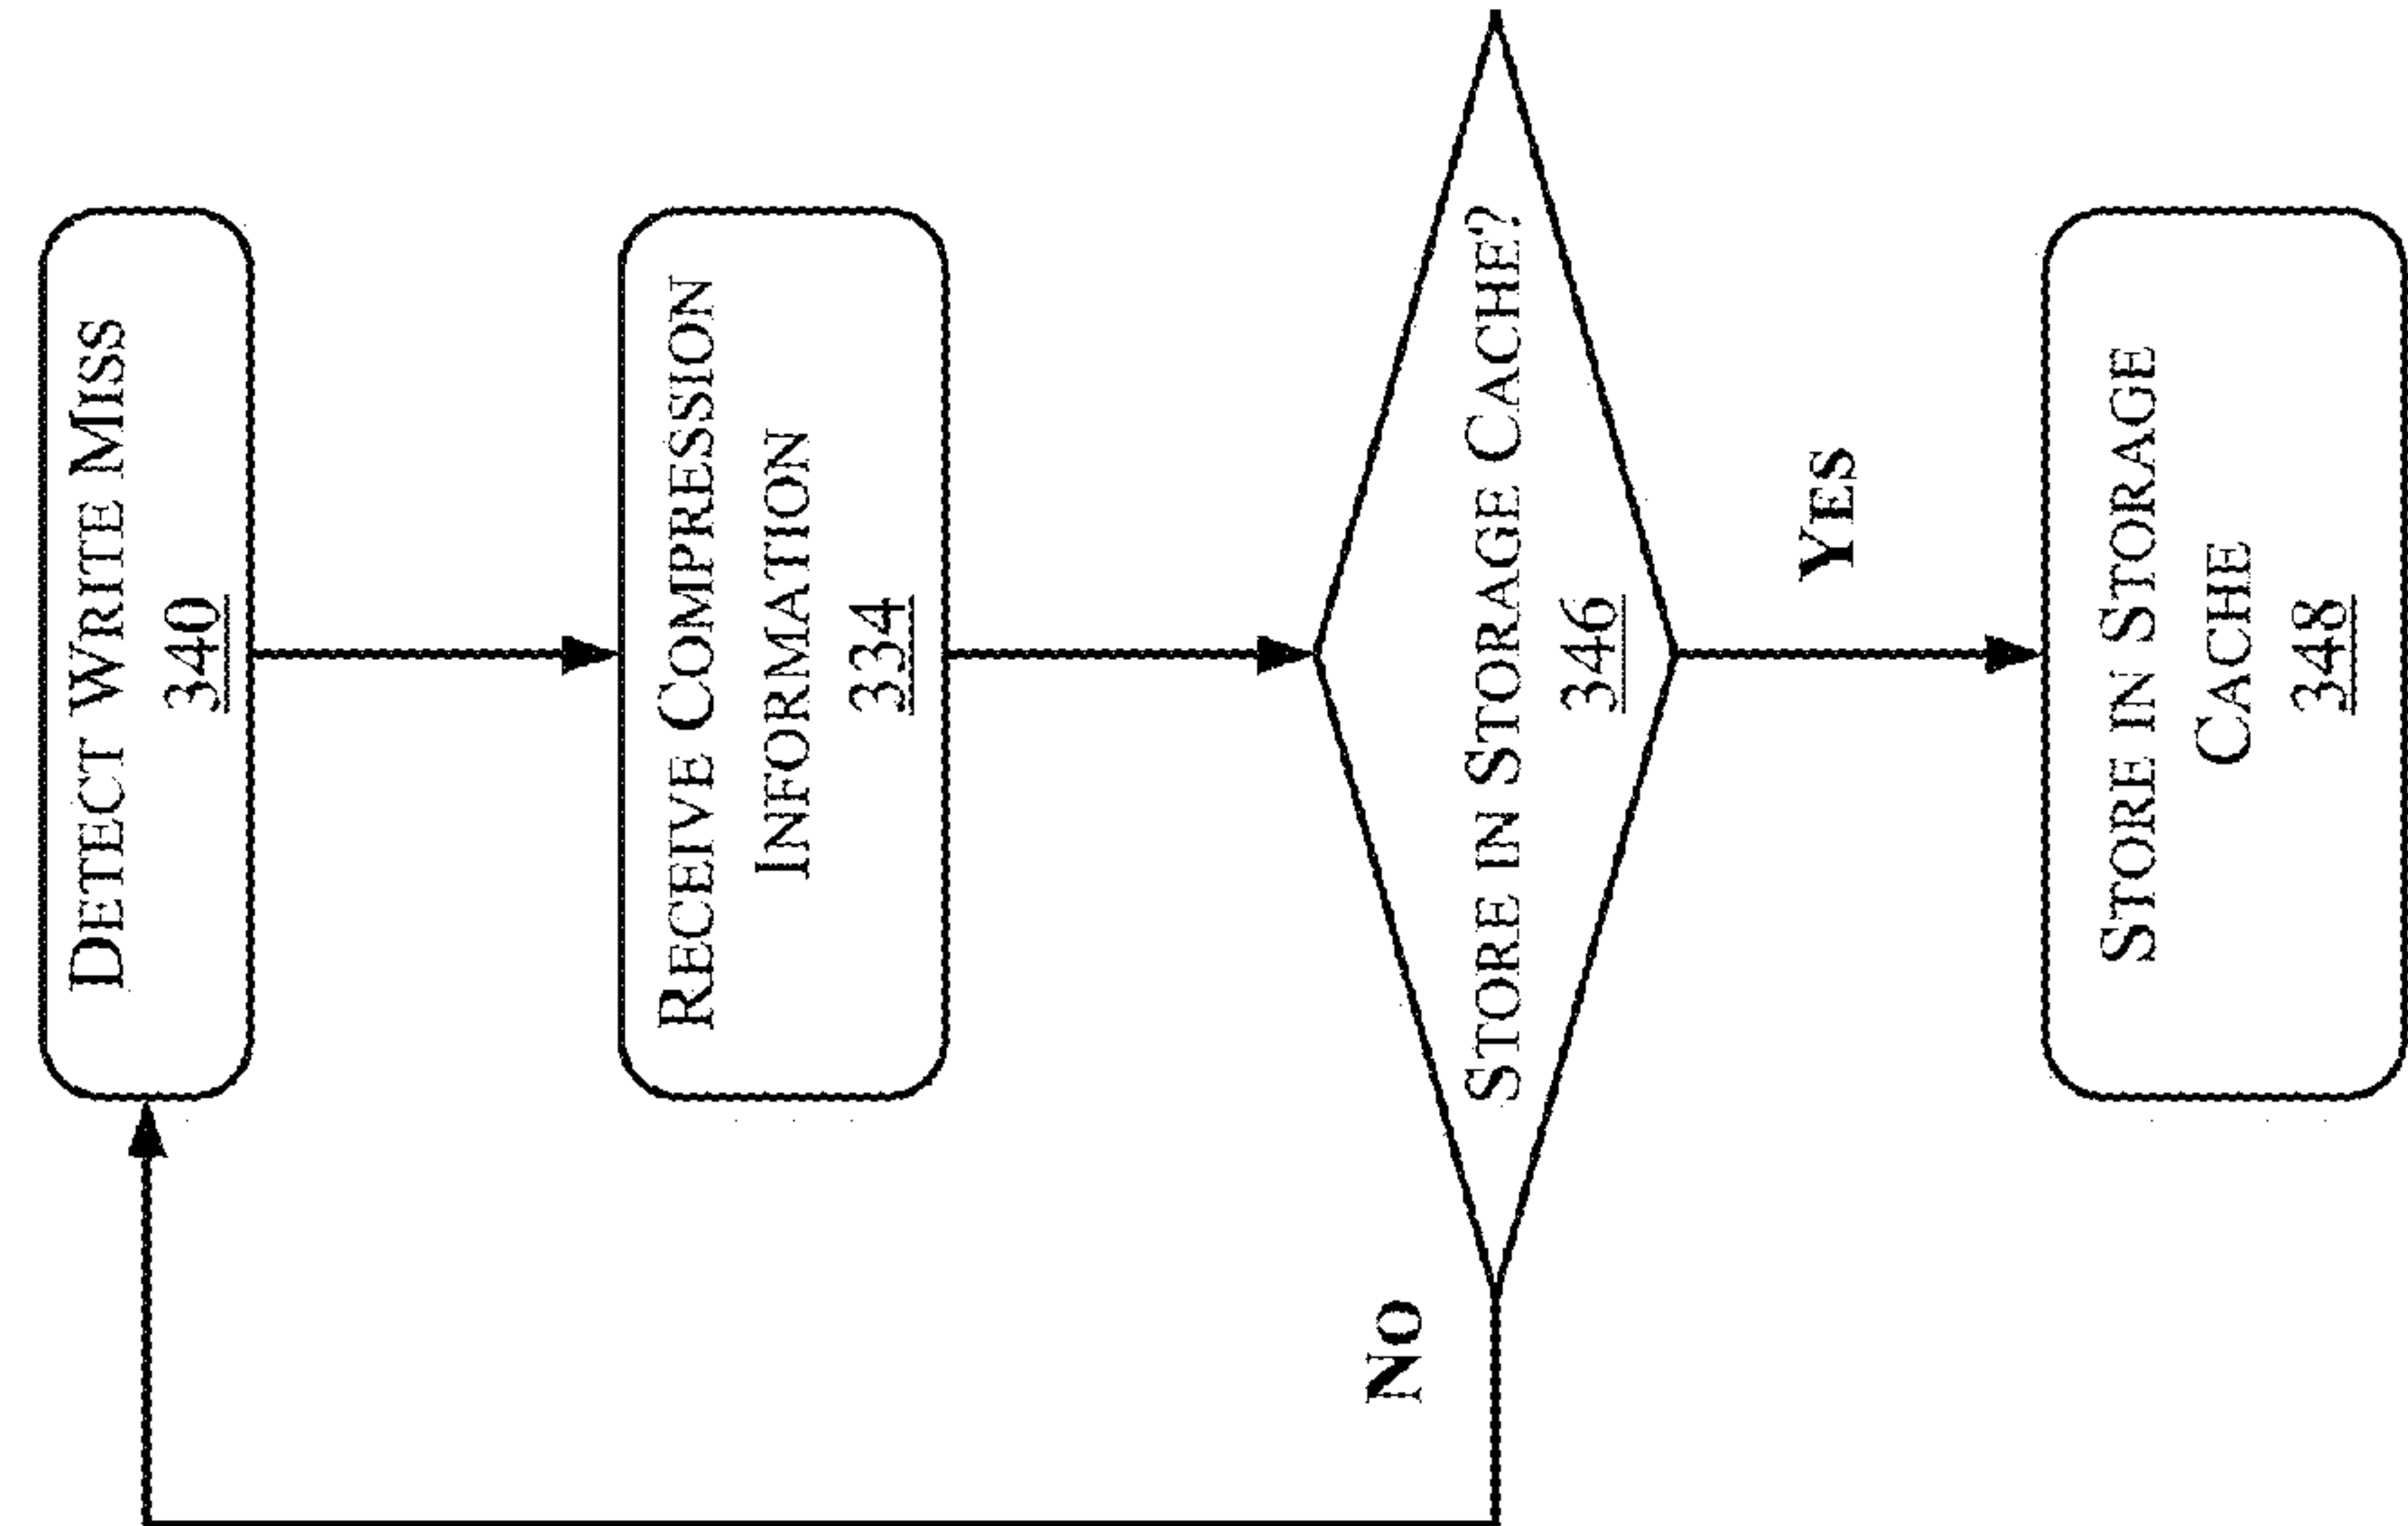 DETECT WRITE MISS
340
RECEIVE COMPRESSION
INFORMATION
334
NO
STORE IN STORAGE CACHE?
346
YES
STORE IN STORAGE
CACHE
348